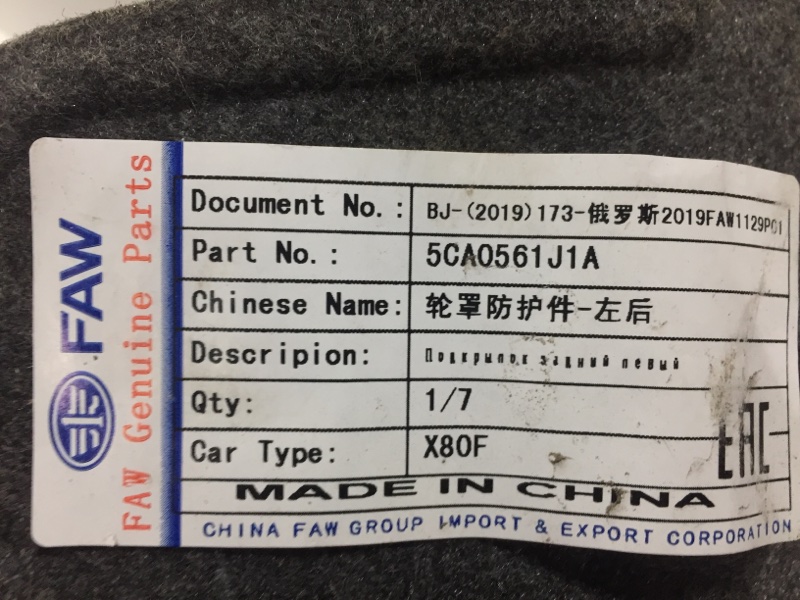 FAW
FAW Genuine Parts
Document No.: BJ-(2019)173-俄罗斯2019FAW1129P01
Part No.: 5CA0561J1A
Chinese Name: 轮罩防护件-左后
Descripion: Подкрылок задний левый
Qty: 1/7
Car Type: X80F
EAC
MADE IN CHINA
CHINA FAW GROUP IMPORT & EXPORT CORPORATION